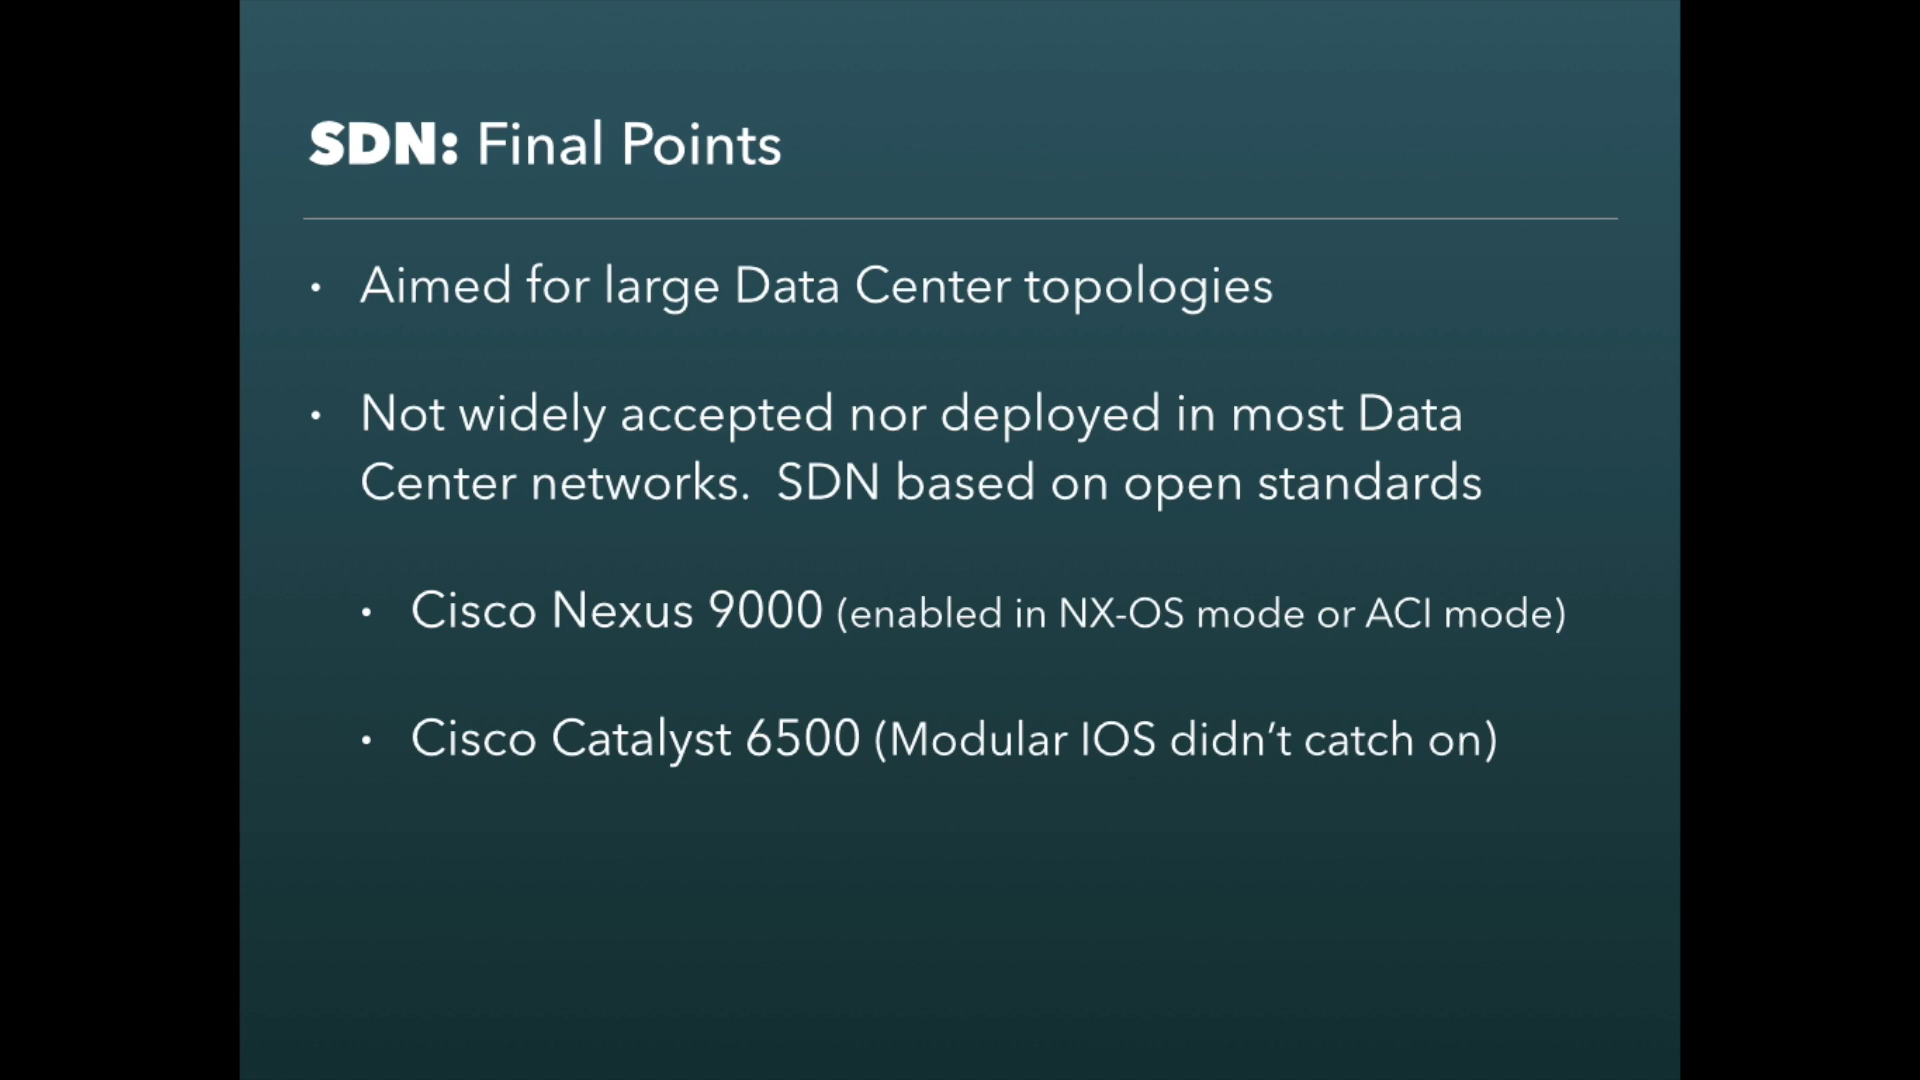 SDN: Final Points
• Aimed for large Data Center topologies
• Not widely accepted nor deployed in most Data
Center networks.  SDN based on open standards
• Cisco Nexus 9000 (enabled in NX-OS mode or ACI mode)
• Cisco Catalyst 6500 (Modular IOS didn’t catch on)